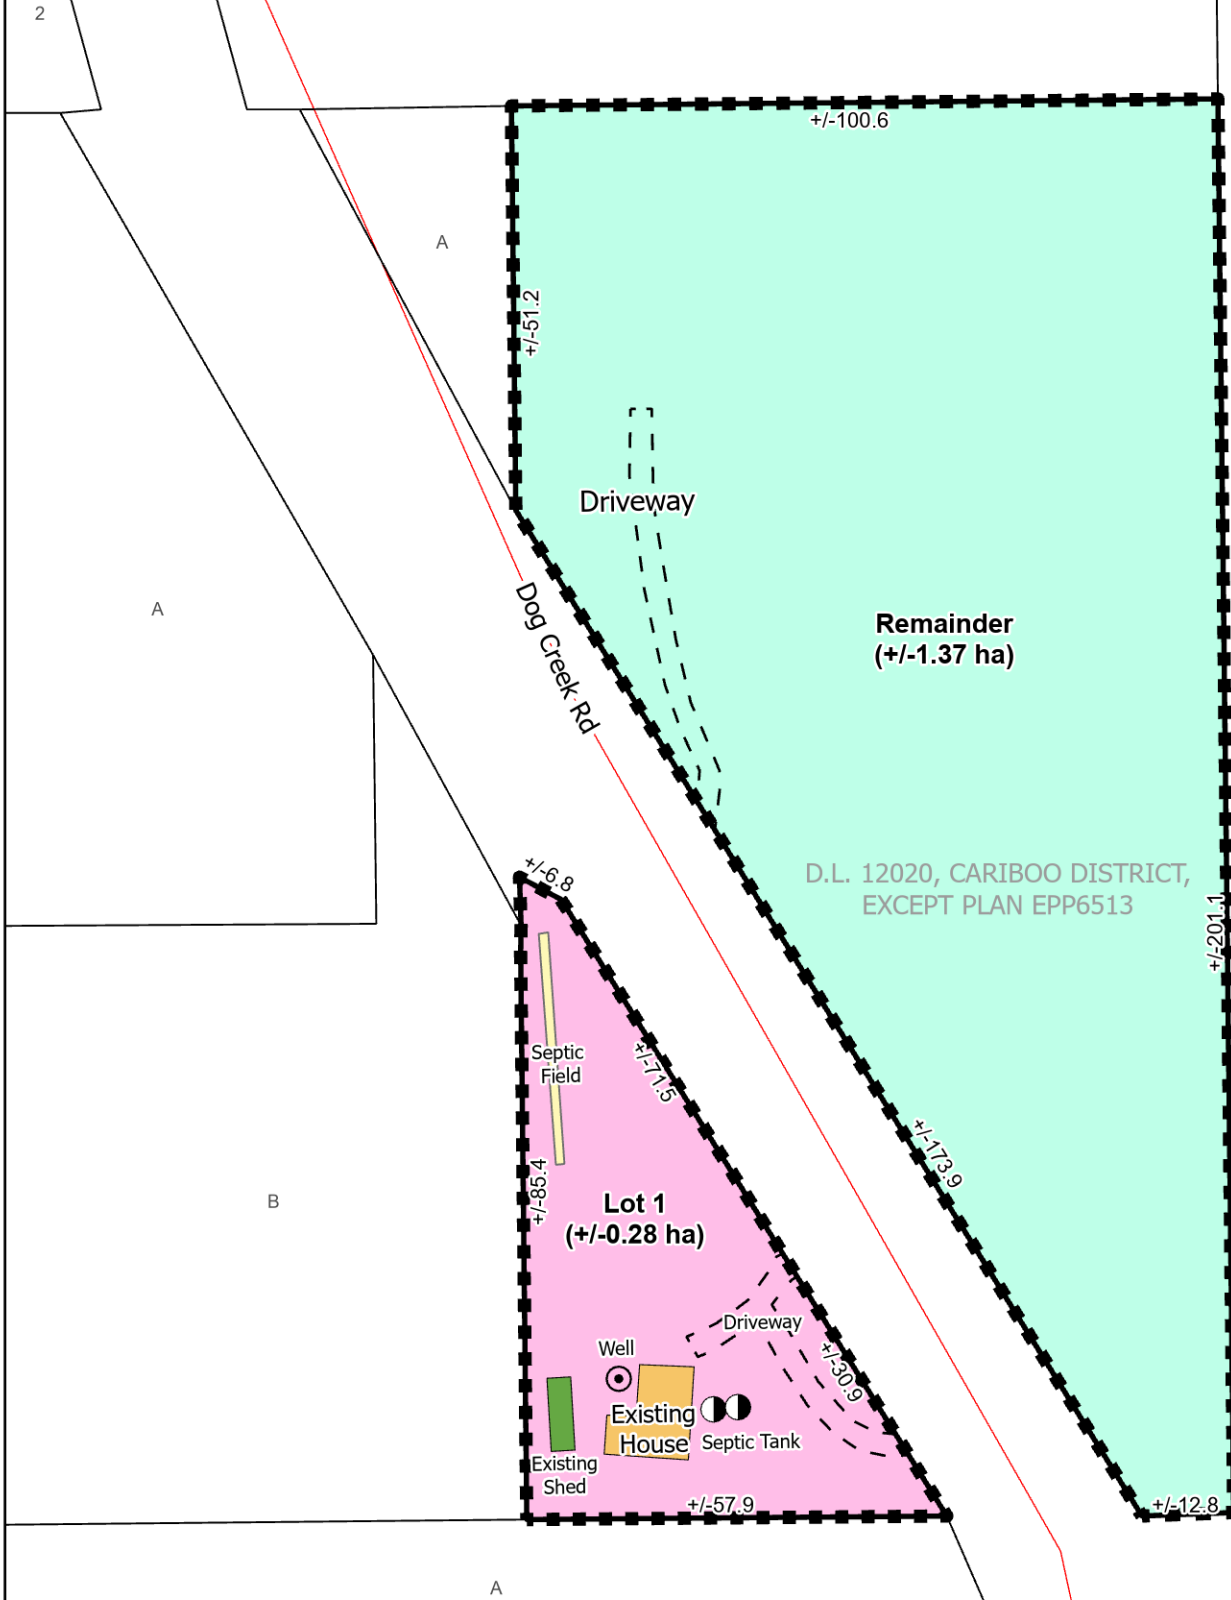 2
+/-100.6
A
+/-51.2
Driveway
A
Remainder
(+/-1.37 ha)
Dog Creek Rd
D.L. 12020, CARIBOO DISTRICT,
EXCEPT PLAN EPP6513
+/-201.1
+/-6.8
Septic
Field
+/-71.5
+/-173.9
+/-85.4
B
Lot 1
(+/-0.28 ha)
Driveway
Well
+/-30.9
Existing
House
Septic Tank
Existing
Shed
+/-57.9
+/-12.8
A